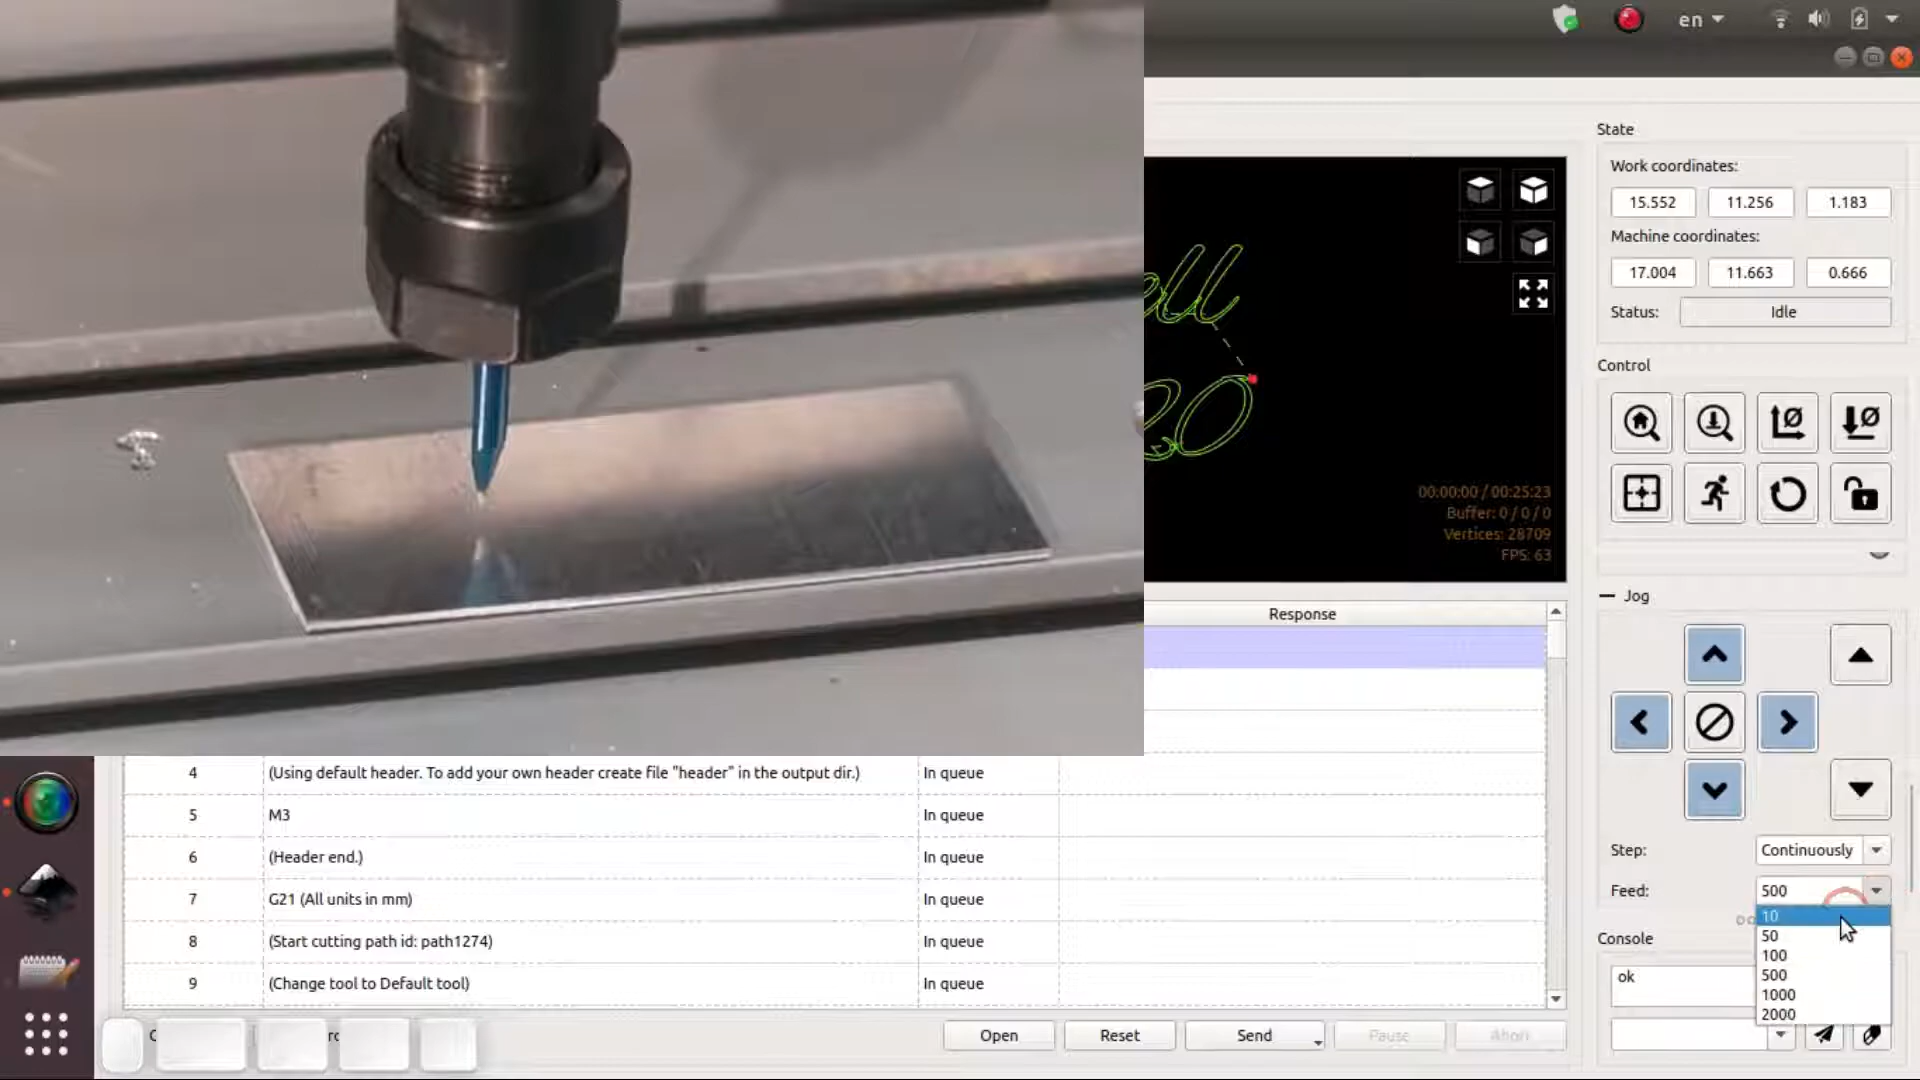 en
State
Work coordinates:
15.552 11.256 1.183
Machine coordinates:
17.004 11.663 0.666
Status: Idle
Control
ell
20
00:00:00 / 00:25:23
Buffer: 0 / 0 / 0
Vertices: 28709
FPS: 63
Jog
Response
4 (Using default header. To add your own header create file "header" in the output dir.) In queue
5 M3 In queue
6 (Header end.) In queue
7 G21 (All units in mm) In queue
8 (Start cutting path id: path1274) In queue
9 (Change tool to Default tool) In queue
Step: Continuously
Feed: 500
10
50
100
500
1000
2000
Console
ok
Open Reset Send Pause Abort